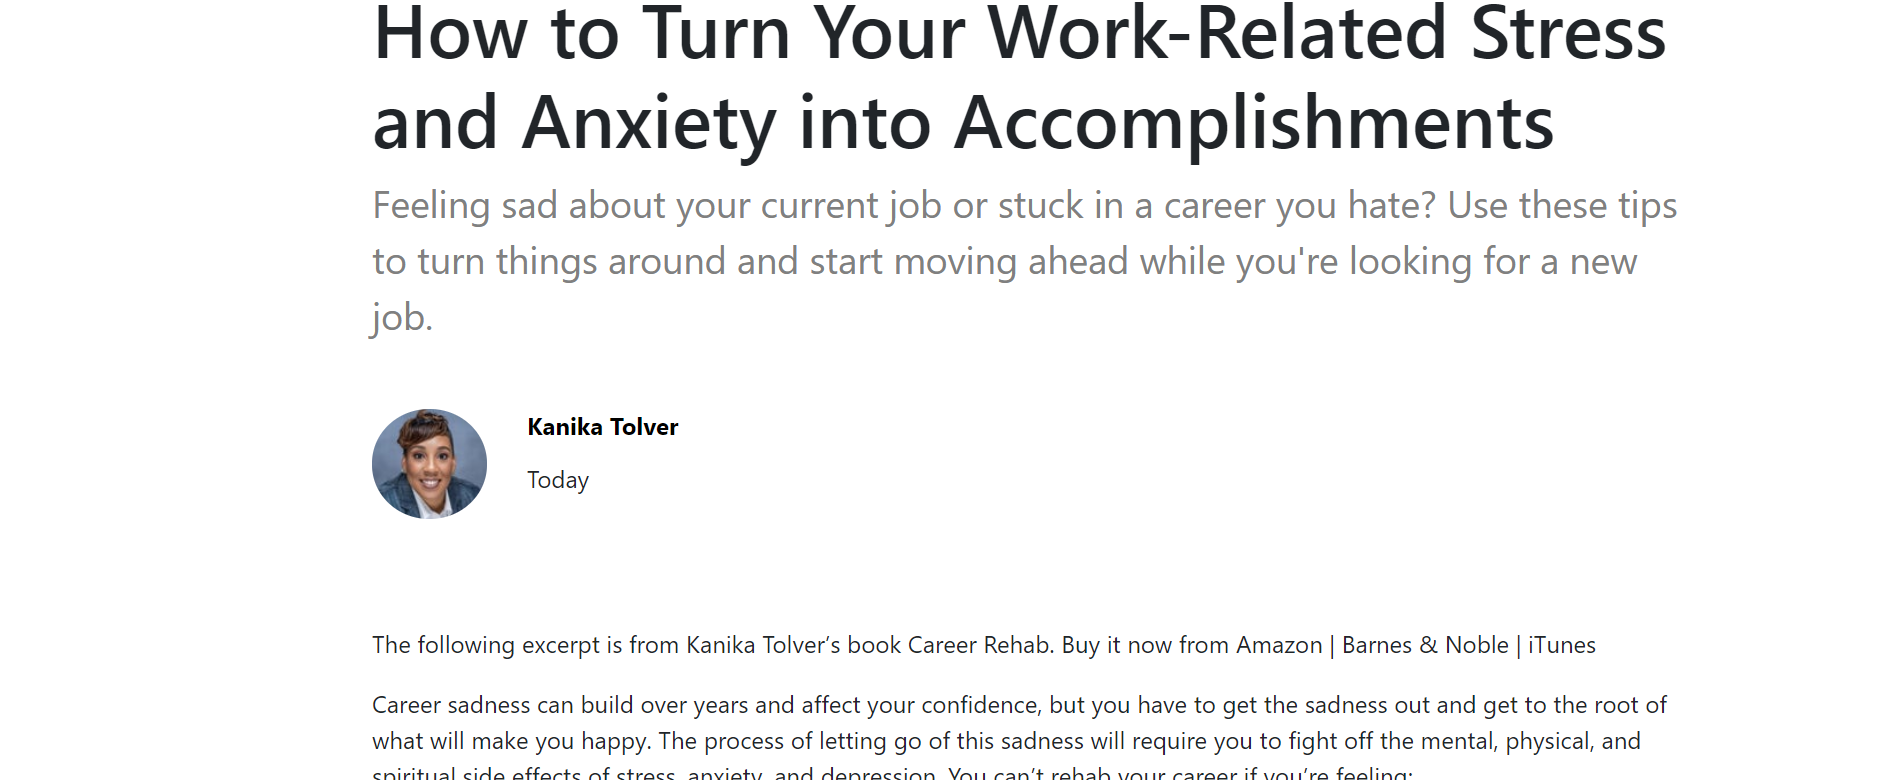 How to Turn Your Work-Related Stress
and Anxiety into Accomplishments
Feeling sad about your current job or stuck in a career you hate? Use these tips
to turn things around and start moving ahead while you're looking for a new
job.
Kanika Tolver
Today
The following excerpt is from Kanika Tolver’s book Career Rehab. Buy it now from Amazon | Barnes & Noble | iTunes
Career sadness can build over years and affect your confidence, but you have to get the sadness out and get to the root of
what will make you happy. The process of letting go of this sadness will require you to fight off the mental, physical, and
spiritual side effects of stress, anxiety, and depression. You can’t rehab your career if you’re feeling: